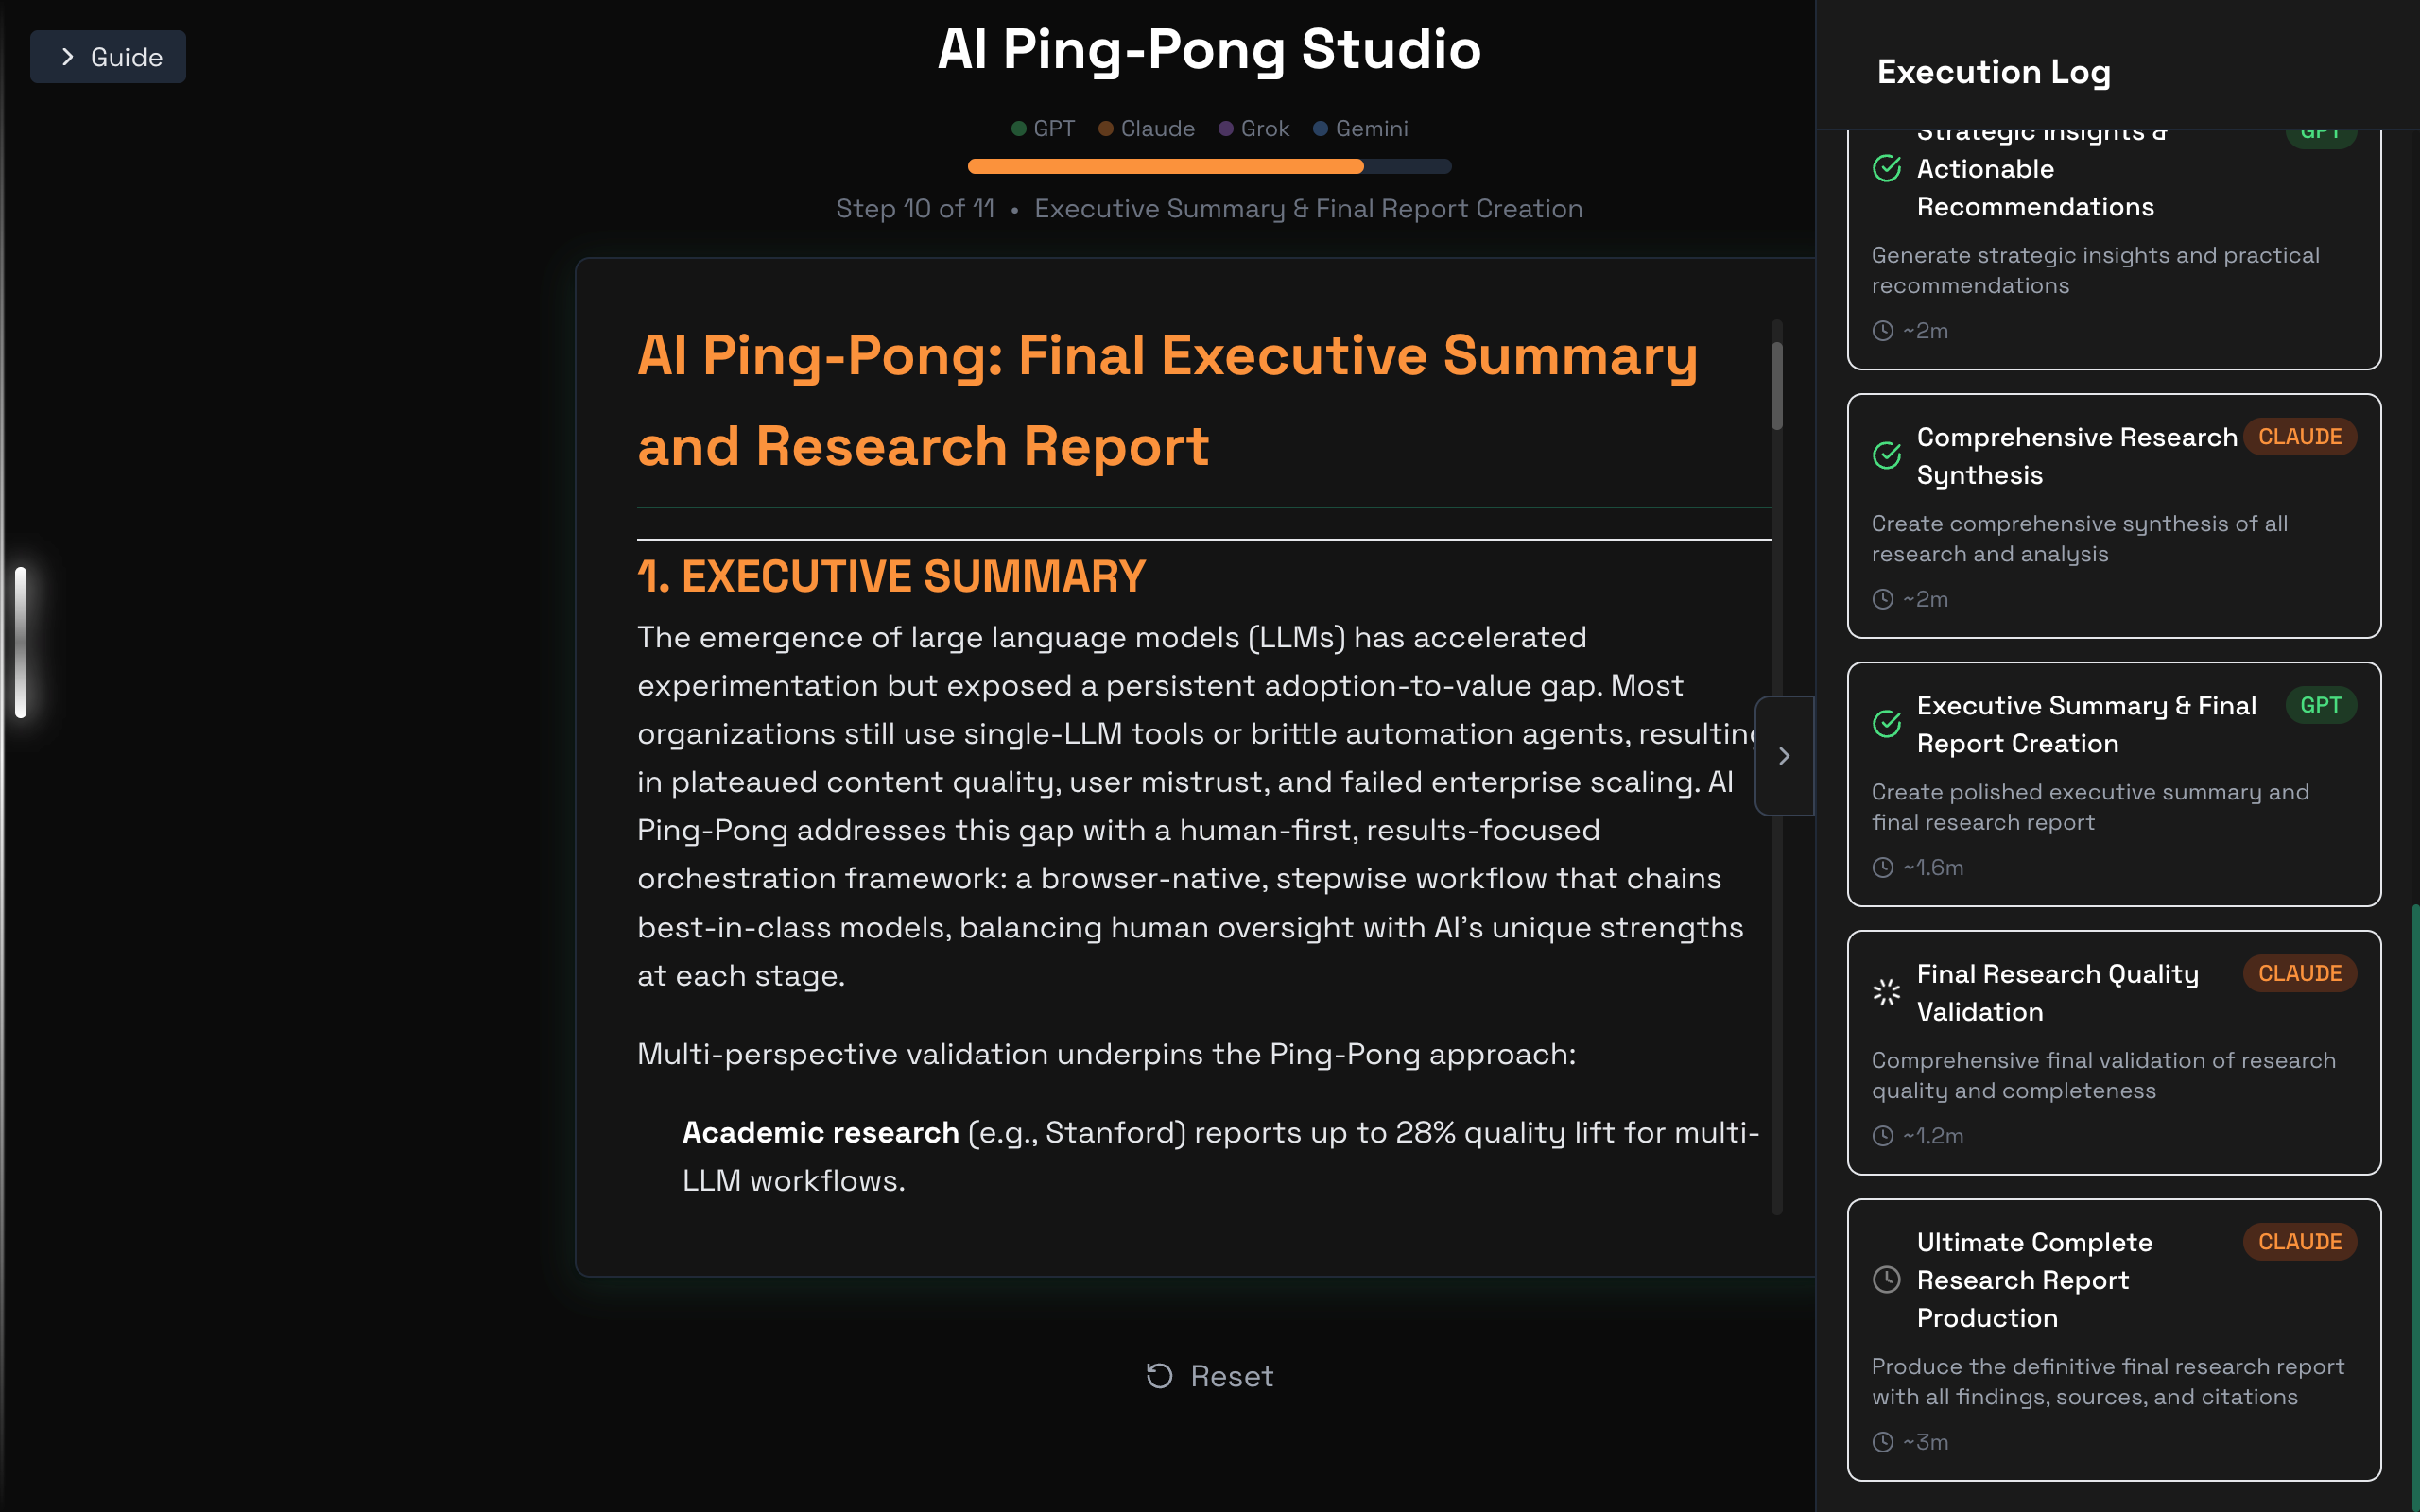 Guide
AI Ping-Pong Studio
GPT Claude Grok Gemini
Step 10 of 11 • Executive Summary & Final Report Creation
AI Ping-Pong: Final Executive Summary
and Research Report
1. EXECUTIVE SUMMARY
The emergence of large language models (LLMs) has accelerated
experimentation but exposed a persistent adoption-to-value gap. Most
organizations still use single-LLM tools or brittle automation agents, resulting
in plateaued content quality, user mistrust, and failed enterprise scaling. AI
Ping-Pong addresses this gap with a human-first, results-focused
orchestration framework: a browser-native, stepwise workflow that chains
best-in-class models, balancing human oversight with AI’s unique strengths
at each stage.
Multi-perspective validation underpins the Ping-Pong approach:
Academic research (e.g., Stanford) reports up to 28% quality lift for multi-
LLM workflows.
Reset
Execution Log
Strategic Insights &
GPT
Actionable
Recommendations
Generate strategic insights and practical
recommendations
~2m
Comprehensive Research
CLAUDE
Synthesis
Create comprehensive synthesis of all
research and analysis
~2m
Executive Summary & Final
GPT
Report Creation
Create polished executive summary and
final research report
~1.6m
Final Research Quality
CLAUDE
Validation
Comprehensive final validation of research
quality and completeness
~1.2m
Ultimate Complete
CLAUDE
Research Report
Production
Produce the definitive final research report
with all findings, sources, and citations
~3m